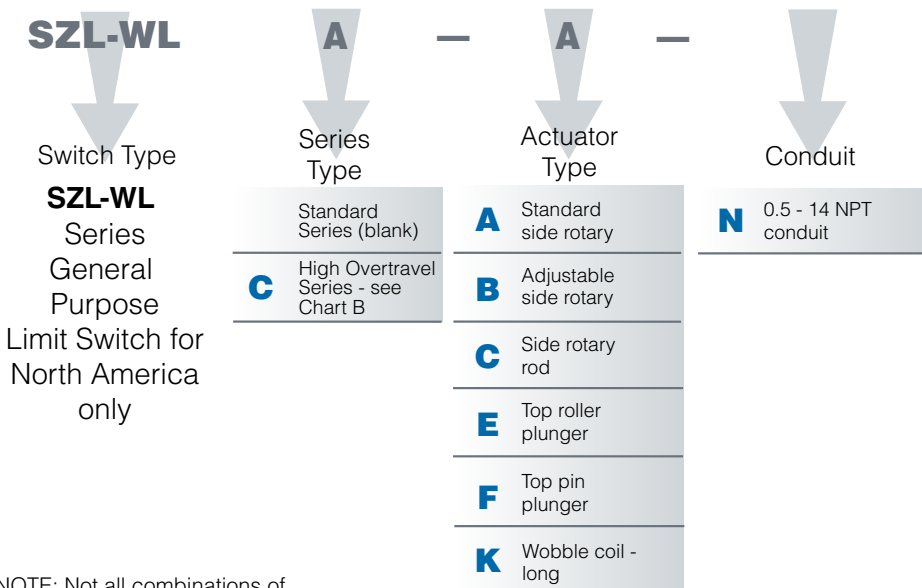 SZL-WL A — A —
Switch Type
SZL-WL
Series
General
Purpose
Limit Switch for
North America
only
Series
Type
Standard
Series (blank)
C High Overtravel
Series - see
Chart B
Actuator
Type
A Standard
side rotary
B Adjustable
side rotary
C Side rotary
rod
E Top roller
plunger
F Top pin
plunger
K Wobble coil -
long
Conduit
N 0.5 - 14 NPT
conduit
NOTE: Not all combinations of